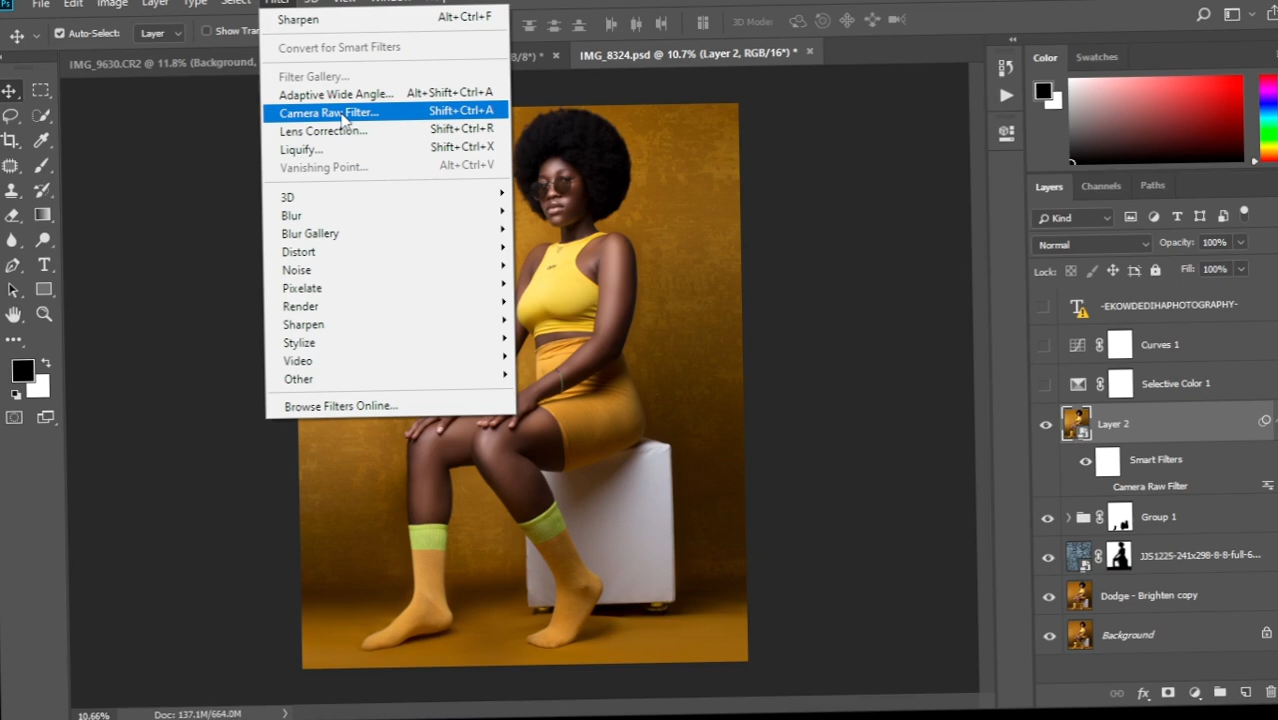 Ps
File Edit Image Layer Type Select Filter 3D View Window
Auto-Select: Layer Show 3D Mode:
IMG_9630.CR2 @ 11.8% (Background,
/8*) *
IMG_8324.psd @ 10.7% (Layer 2, RGB/16*) *
Sharpen Alt+Ctrl+F
Convert for Smart Filters
Filter Gallery...
Adaptive Wide Angle... Alt+Shift+Ctrl+A
Camera Raw Filter... Shift+Ctrl+A
Lens Correction... Shift+Ctrl+R
Liquify... Shift+Ctrl+X
Vanishing Point... Alt+Ctrl+V
3D
Blur
Blur Gallery
Distort
Noise
Pixelate
Render
Sharpen
Stylize
Video
Other
Browse Filters Online...
Color Swatches
Layers Channels Paths
Kind
Normal Opacity: 100%
Lock: Fill: 100%
-EKOWDEDIHAPHOTOGRAPHY-
Curves 1
Selective Color 1
Layer 2
Smart Filters
Camera Raw Filter
Group 1
JJS1225-241x298-8-8-full-6...
Dodge - Brighten copy
Background
10.66% Doc: 137.1M/664.0M